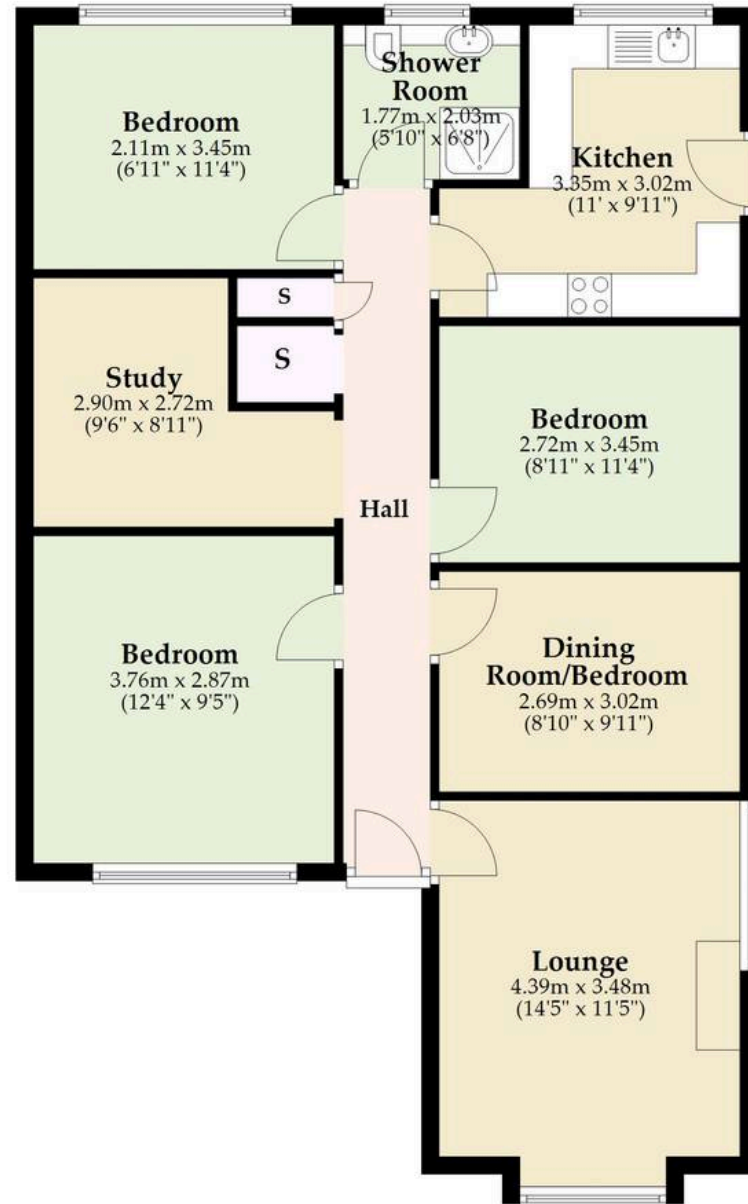 Shower
Room
1.77m x 2.03m
(5'10" x 6'8")
Bedroom
2.11m x 3.45m
(6'11" x 11'4")
Kitchen
3.35m x 3.02m
(11' x 9'11")
S
S
Study
2.90m x 2.72m
(9'6" x 8'11")
Bedroom
2.72m x 3.45m
(8'11" x 11'4")
Hall
Bedroom
3.76m x 2.87m
(12'4" x 9'5")
Dining
Room/Bedroom
2.69m x 3.02m
(8'10" x 9'11")
Lounge
4.39m x 3.48m
(14'5" x 11'5")